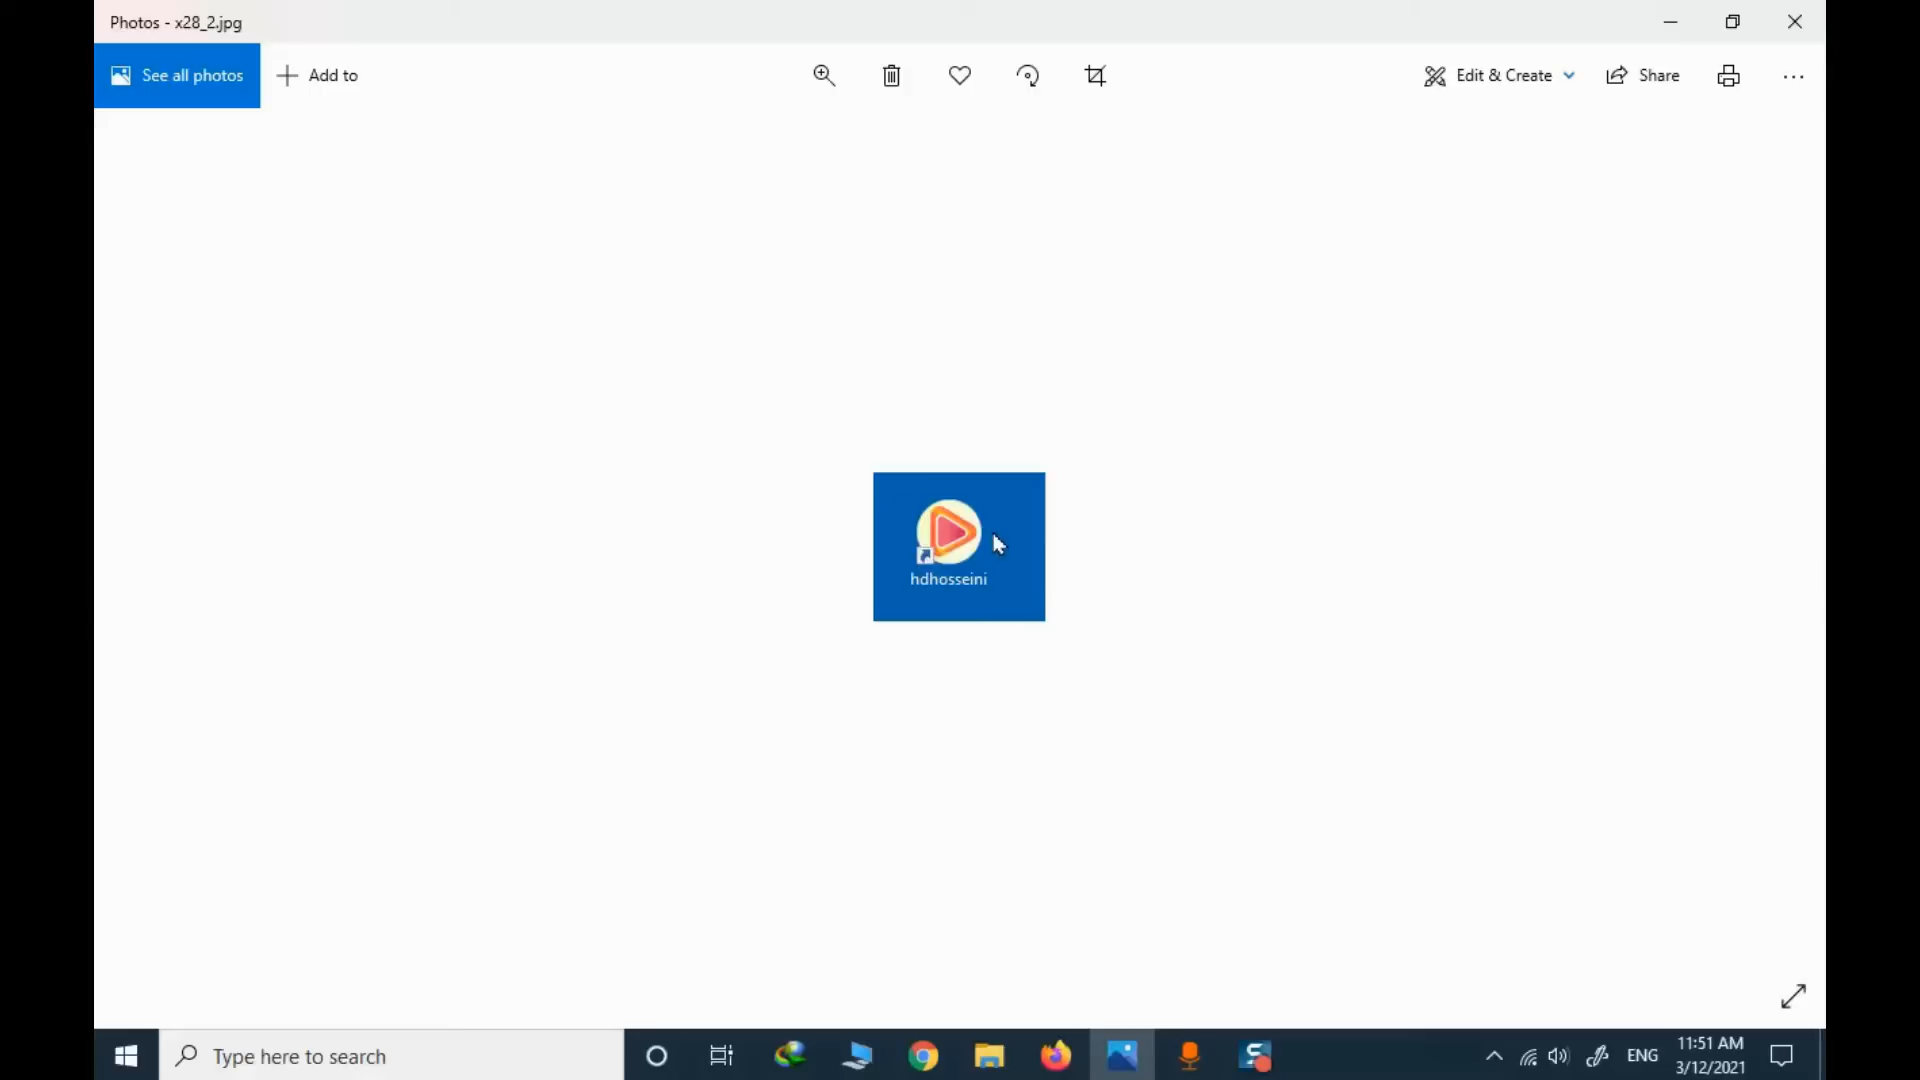 Photos - x28_2.jpg
See all photos
Add to
Edit & Create
Share
hdhosseini
Type here to search
ENG
11:51 AM
3/12/2021